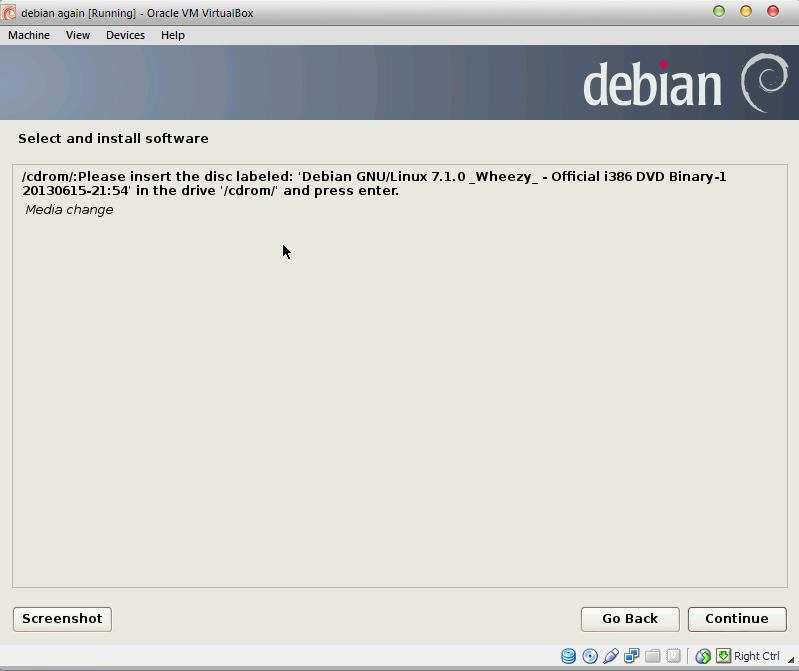 debian again [Running] - Oracle VM VirtualBox
Machine View Devices Help
debian
Select and install software
/cdrom/:Please insert the disc labeled: 'Debian GNU/Linux 7.1.0 _Wheezy_ - Official i386 DVD Binary-1
20130615-21:54' in the drive '/cdrom/' and press enter.
Media change
Screenshot Go Back Continue
Right Ctrl